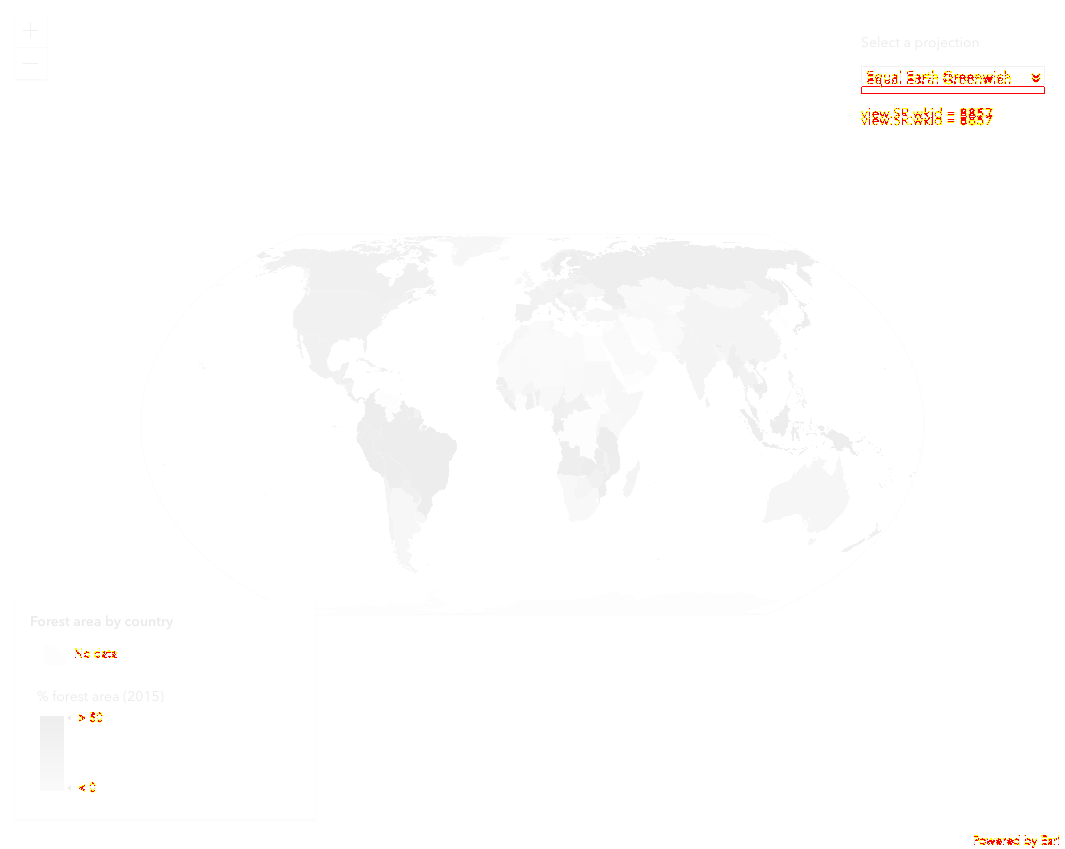 +
Select a projection
−
Equal Earth Greenwich
view.SR.wkid = 8857
Forest area by country
No data
% forest area (2015)
> 50
< 0
Powered by Esri